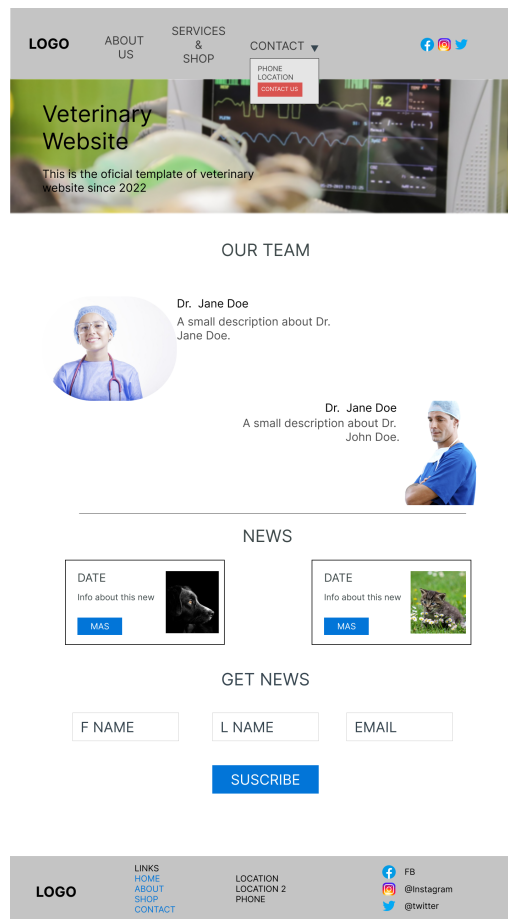 LOGO
ABOUT
US
SERVICES
&
SHOP
CONTACT ▼
PHONE
LOCATION
CONTACT US
42
Veterinary
Website
This is the oficial template of veterinary
website since 2022
OUR TEAM
Dr.  Jane Doe
A small description about Dr.
Jane Doe.
Dr.  Jane Doe
A small description about Dr.
John Doe.
NEWS
DATE
Info about this new
MAS
DATE
Info about this new
MAS
GET NEWS
F NAME
L NAME
EMAIL
SUSCRIBE
LOGO
LINKS
HOME
ABOUT
SHOP
CONTACT
LOCATION
LOCATION 2
PHONE
FB
@Instagram
@twitter